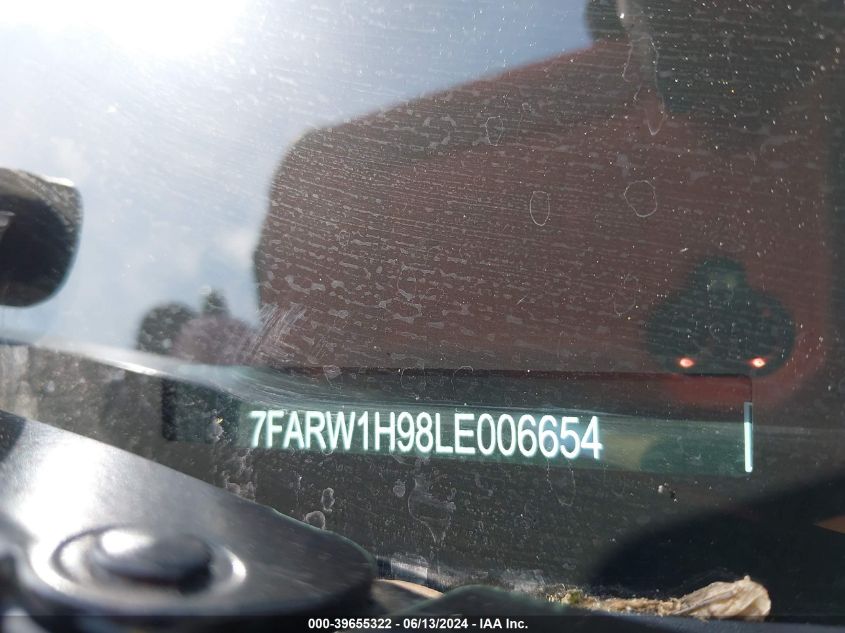 7FARW1H98LE006654
000-39655322 / 06/13/2024 - IAA Inc.